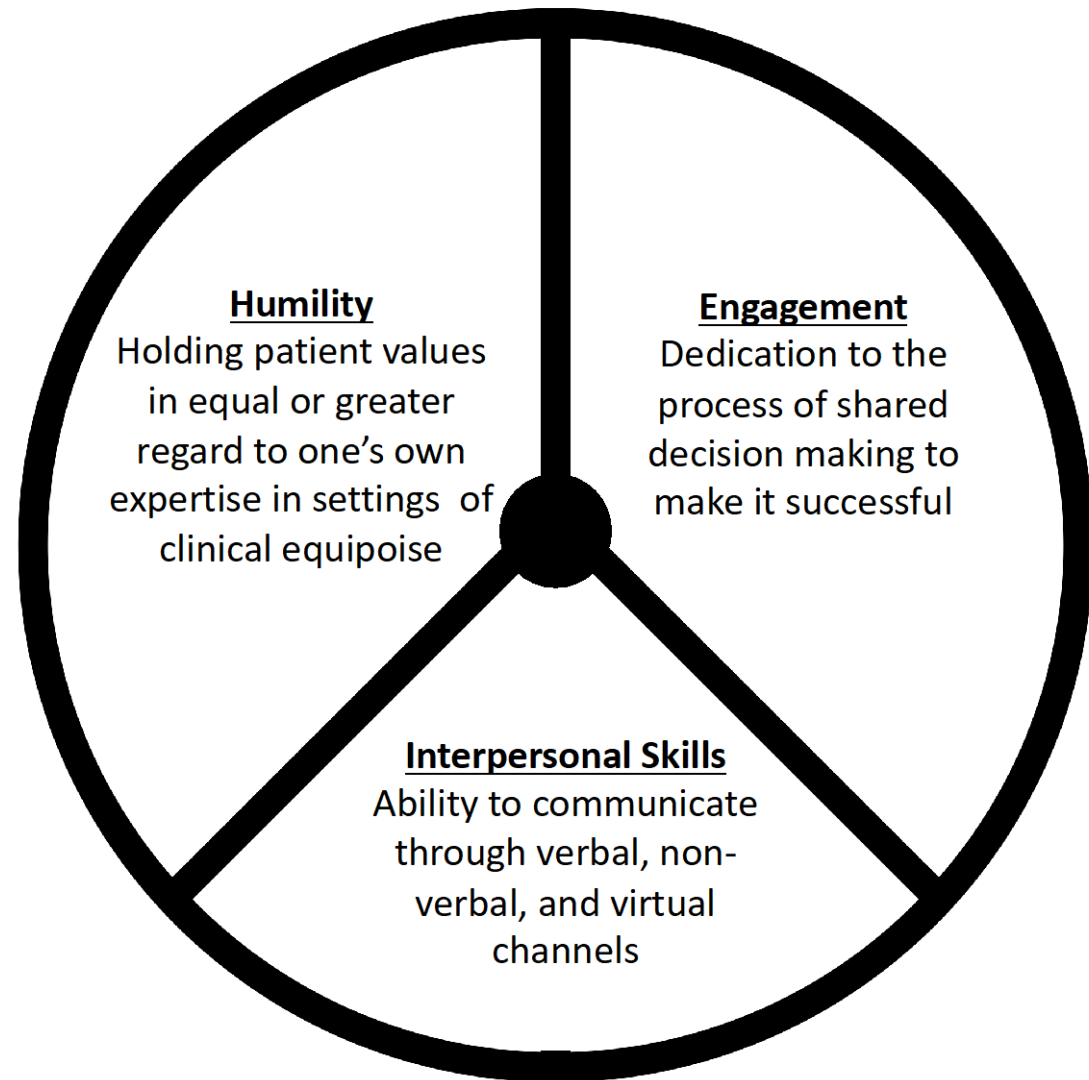 Humility
Holding patient values
in equal or greater
regard to one’s own
expertise in settings  of
clinical equipoise
Engagement
Dedication to the
process of shared
decision making to
make it successful
Interpersonal Skills
Ability to communicate
through verbal, non-
verbal, and virtual
channels